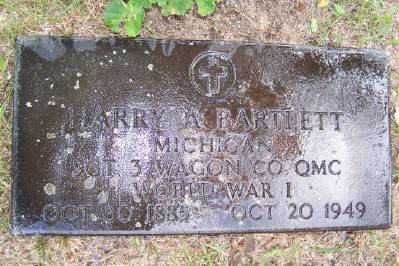 HARRY A BARTLETT
MICHIGAN
3 WAGON CO QMC
WORLD WAR I
OCT 1885 OCT 20 1949